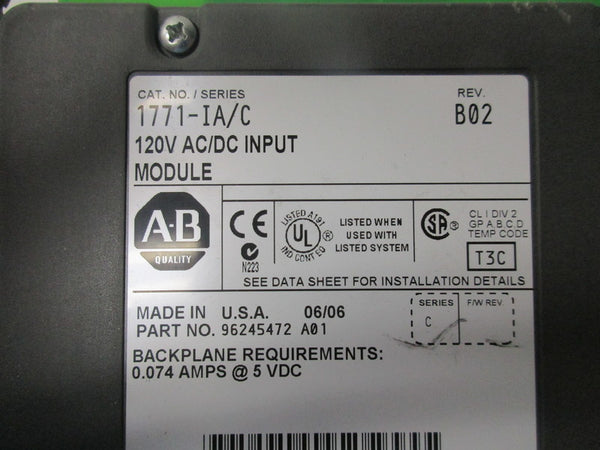 CAT. NO. / SERIES
1771-IA/C
REV.
B02
120V AC/DC INPUT
MODULE
A-B
QUALITY
CE
N223
LISTED A191
UL
®
IND CONT EQ
LISTED WHEN
USED WITH
LISTED SYSTEM
SA
®
CL I DIV 2
GP A,B,C,D
TEMP CODE
T3C
SEE DATA SHEET FOR INSTALLATION DETAILS
MADE IN U.S.A. 06/06
PART NO. 96245472 A01
SERIES
C
F/W REV.
BACKPLANE REQUIREMENTS:
0.074 AMPS @ 5 VDC